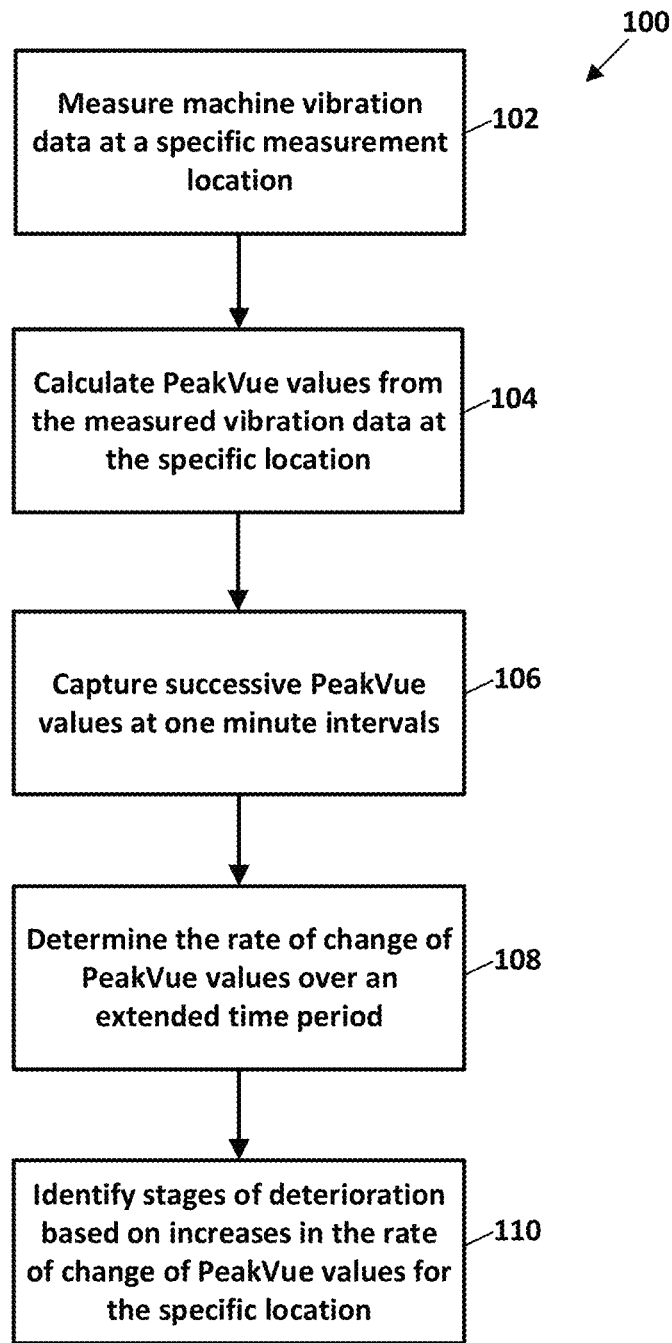 100
Measure machine vibration
data at a specific measurement
location
102
Calculate PeakVue values from
the measured vibration data at
the specific location
104
Capture successive PeakVue
values at one minute intervals
106
Determine the rate of change of
PeakVue values over an
extended time period
108
Identify stages of deterioration
based on increases in the rate
of change of PeakVue values for
the specific location
110